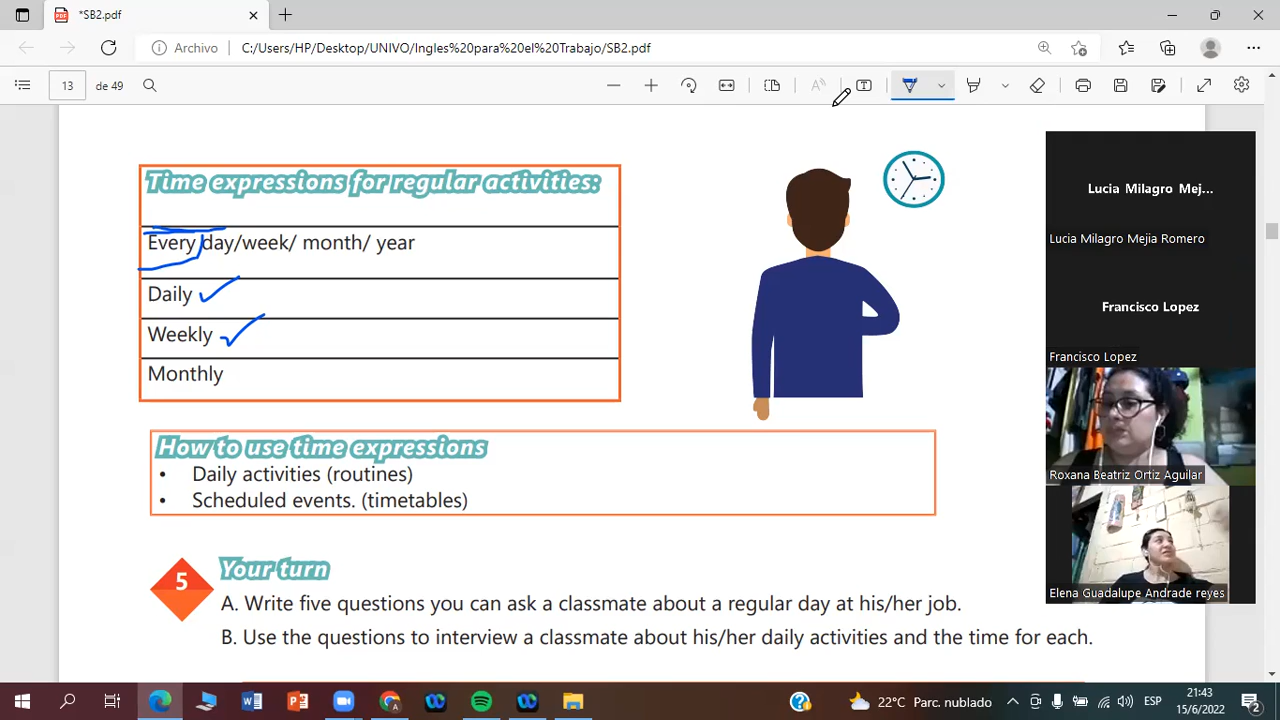 *SB2.pdf
Archivo
C:/Users/HP/Desktop/UNIVO/Ingles%20para%20el%20Trabajo/SB2.pdf
13
de 49
Time expressions for regular activities:
Every day/week/ month/ year
Daily
Weekly
Monthly
How to use time expressions
• Daily activities (routines)
• Scheduled events. (timetables)
5
Your turn
A. Write five questions you can ask a classmate about a regular day at his/her job.
B. Use the questions to interview a classmate about his/her daily activities and the time for each.
Lucia Milagro Mej...
Lucia Milagro Mejia Romero
Francisco Lopez
Francisco Lopez
Roxana Beatriz Ortiz Aguilar
Elena Guadalupe Andrade reyes
22°C Parc. nublado
ESP
21:43
15/6/2022
2